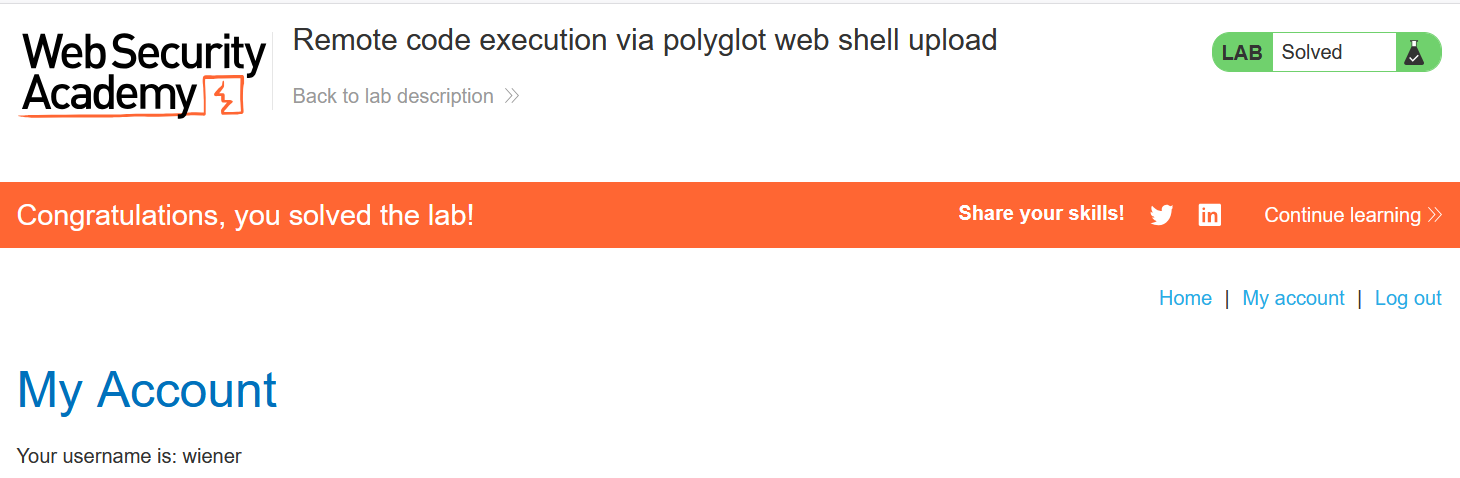 Web Security
Academy
Remote code execution via polyglot web shell upload
Back to lab description
LAB Solved
Congratulations, you solved the lab!
Share your skills!
Continue learning
Home | My account | Log out
My Account
Your username is: wiener